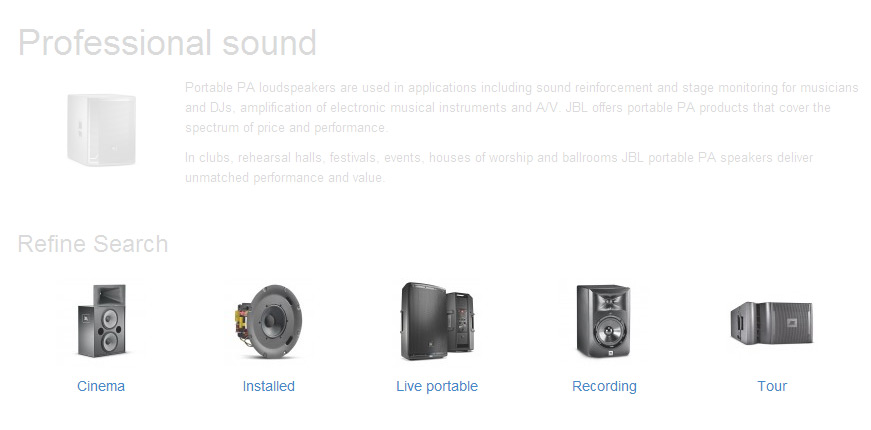 Professional sound
Portable PA loudspeakers are used in applications including sound reinforcement and stage monitoring for musicians
and DJs, amplification of electronic musical instruments and A/V. JBL offers portable PA products that cover the
spectrum of price and performance.
In clubs, rehearsal halls, festivals, events, houses of worship and ballrooms JBL portable PA speakers deliver
unmatched performance and value.
Refine Search
Cinema
Installed
Live portable
Recording
Tour